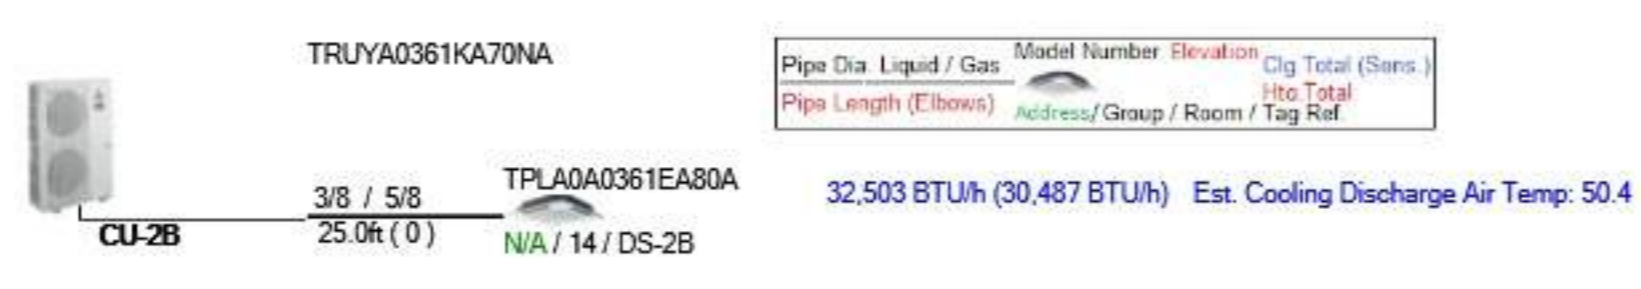 TRUYA0361KA70NA
Pipe Dia. Liquid / Gas
Pipe Length (Elbows)
Model Number Elevation
Clg Total (Sens.)
Htg Total
Address/ Group / Room / Tag Ref.
CU-2B
3/8 / 5/8
25.0ft ( 0 )
TPLA0A0361EA80A
N/A / 14 / DS-2B
32,503 BTU/h (30,487 BTU/h) Est. Cooling Discharge Air Temp: 50.4